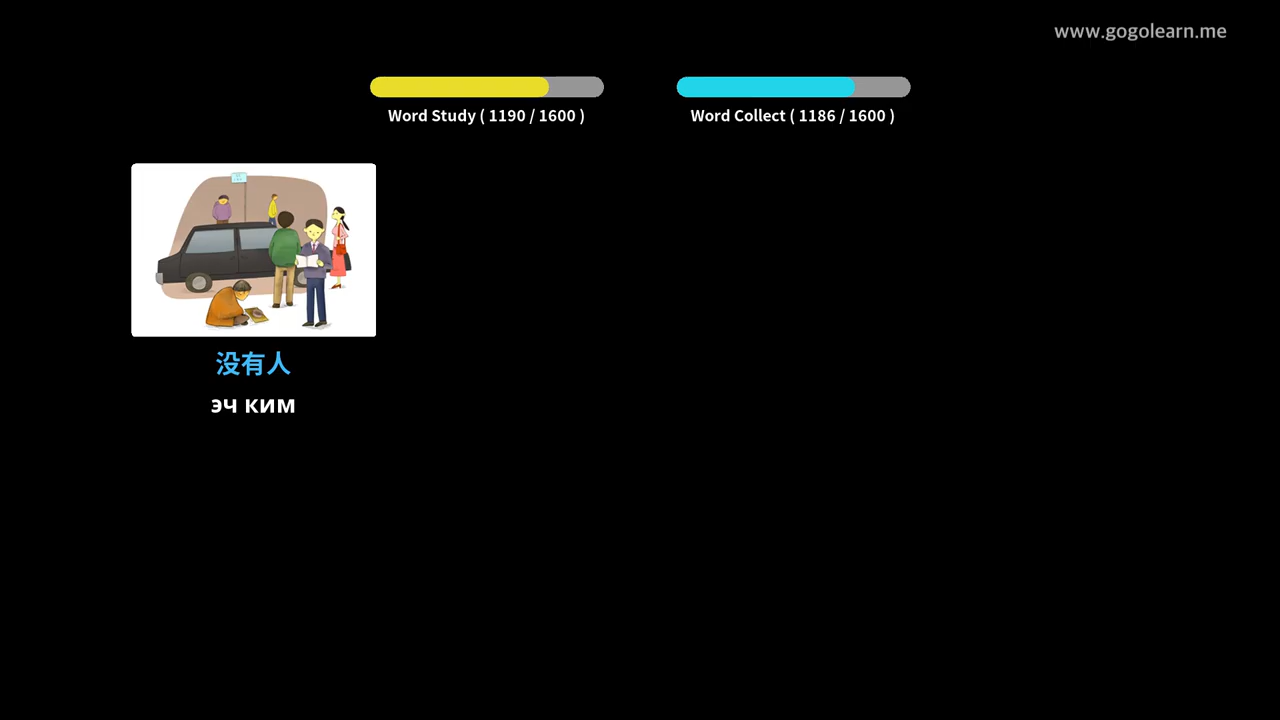 www.gogolearn.me
Word Study ( 1190 / 1600 )
Word Collect ( 1186 / 1600 )
没有人
эч ким